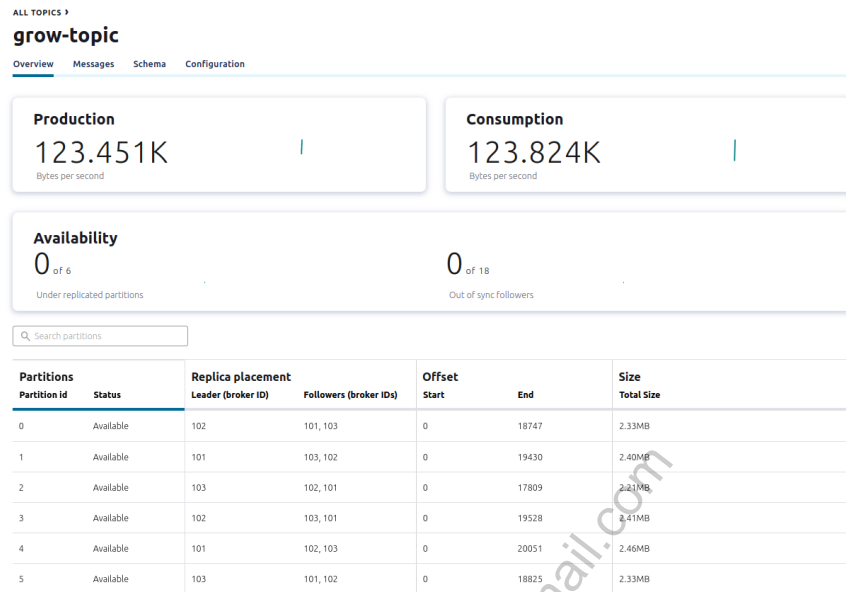 ALL TOPICS ›
grow-topic
Overview Messages Schema Configuration
Production Consumption
123.451K 123.824K
Bytes per second Bytes per second
Availability
0 of 6 0 of 18
Under replicated partitions Out of sync followers
Search partitions
Partitions Replica placement Offset Size
Partition id Status Leader (broker ID) Followers (broker IDs) Start End Total Size
0 Available 102 101, 103 0 18747 2.33MB
1 Available 101 103, 102 0 19430 2.40MB
2 Available 103 102, 101 0 17809 2.21MB
3 Available 102 103, 101 0 19528 2.41MB
4 Available 101 102, 103 0 20051 2.46MB
5 Available 103 101, 102 0 18825 2.33MB
ail.com